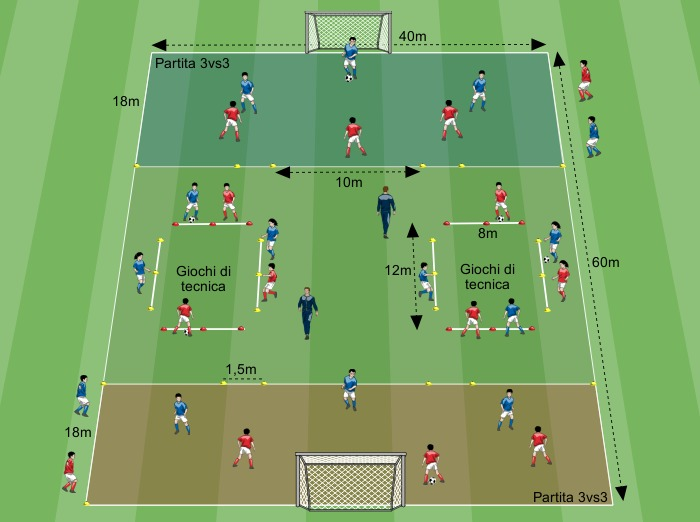 40m
Partita 3vs3
18m
10m
8m
Giochi di
tecnica
12m
Giochi di
tecnica
60m
1,5m
18m
Partita 3vs3